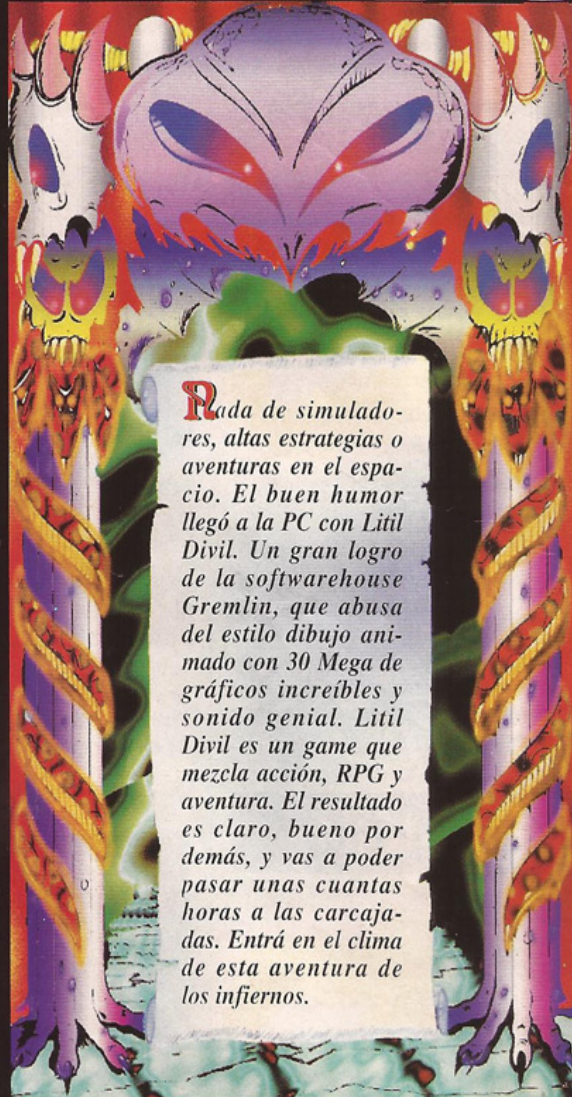 Nada de simulado-
res, altas estrategias o
aventuras en el espa-
cio. El buen humor
llegó a la PC con Litil
Divil. Un gran logro
de la softwarehouse
Gremlin, que abusa
del estilo dibujo ani-
mado con 30 Mega de
gráficos increíbles y
sonido genial. Litil
Divil es un game que
mezcla acción, RPG y
aventura. El resultado
es claro, bueno por
demás, y vas a poder
pasar unas cuantas
horas a las carcaja-
das. Entrá en el clima
de esta aventura de
los infiernos.